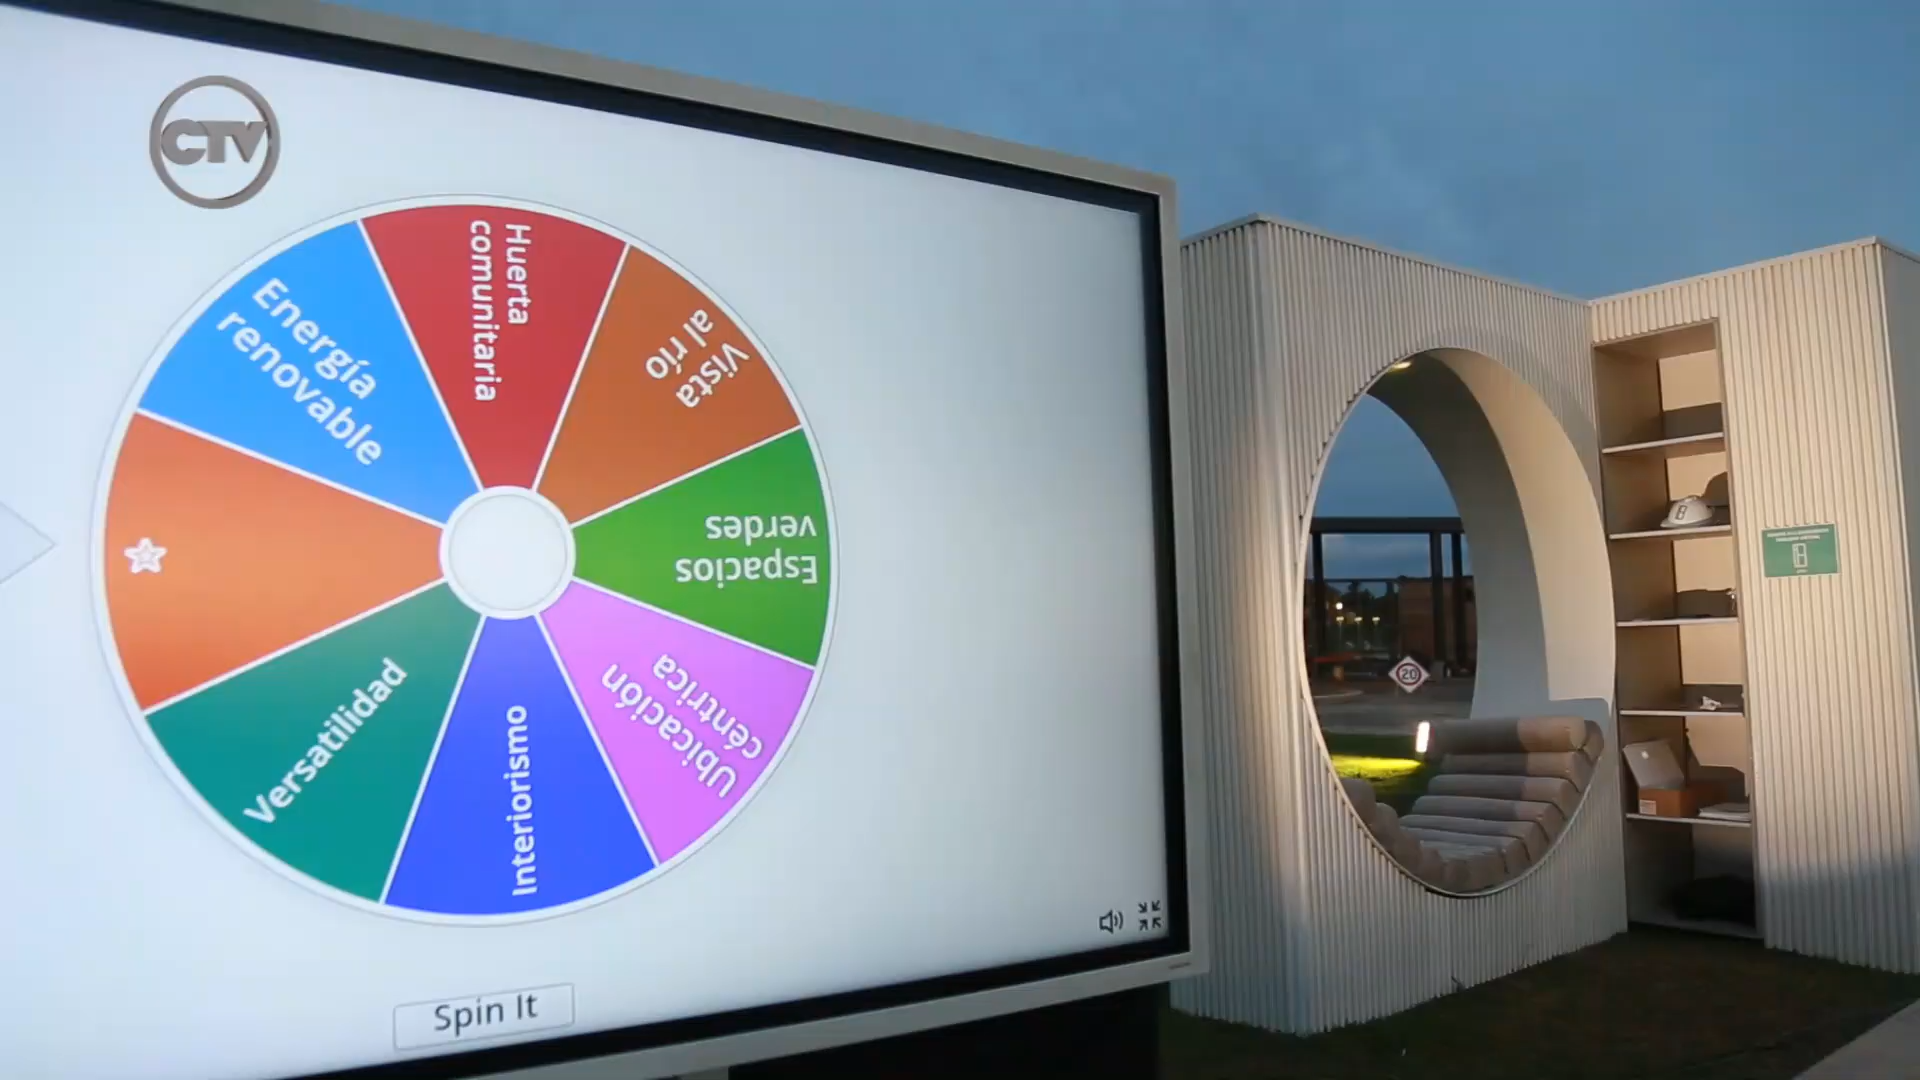 CTV
Huerta
comunitaria
Vista
al río
Espacios
verdes
Ubicación
céntrica
Interiorismo
Versatilidad
Energía
renovable
Spin It
20